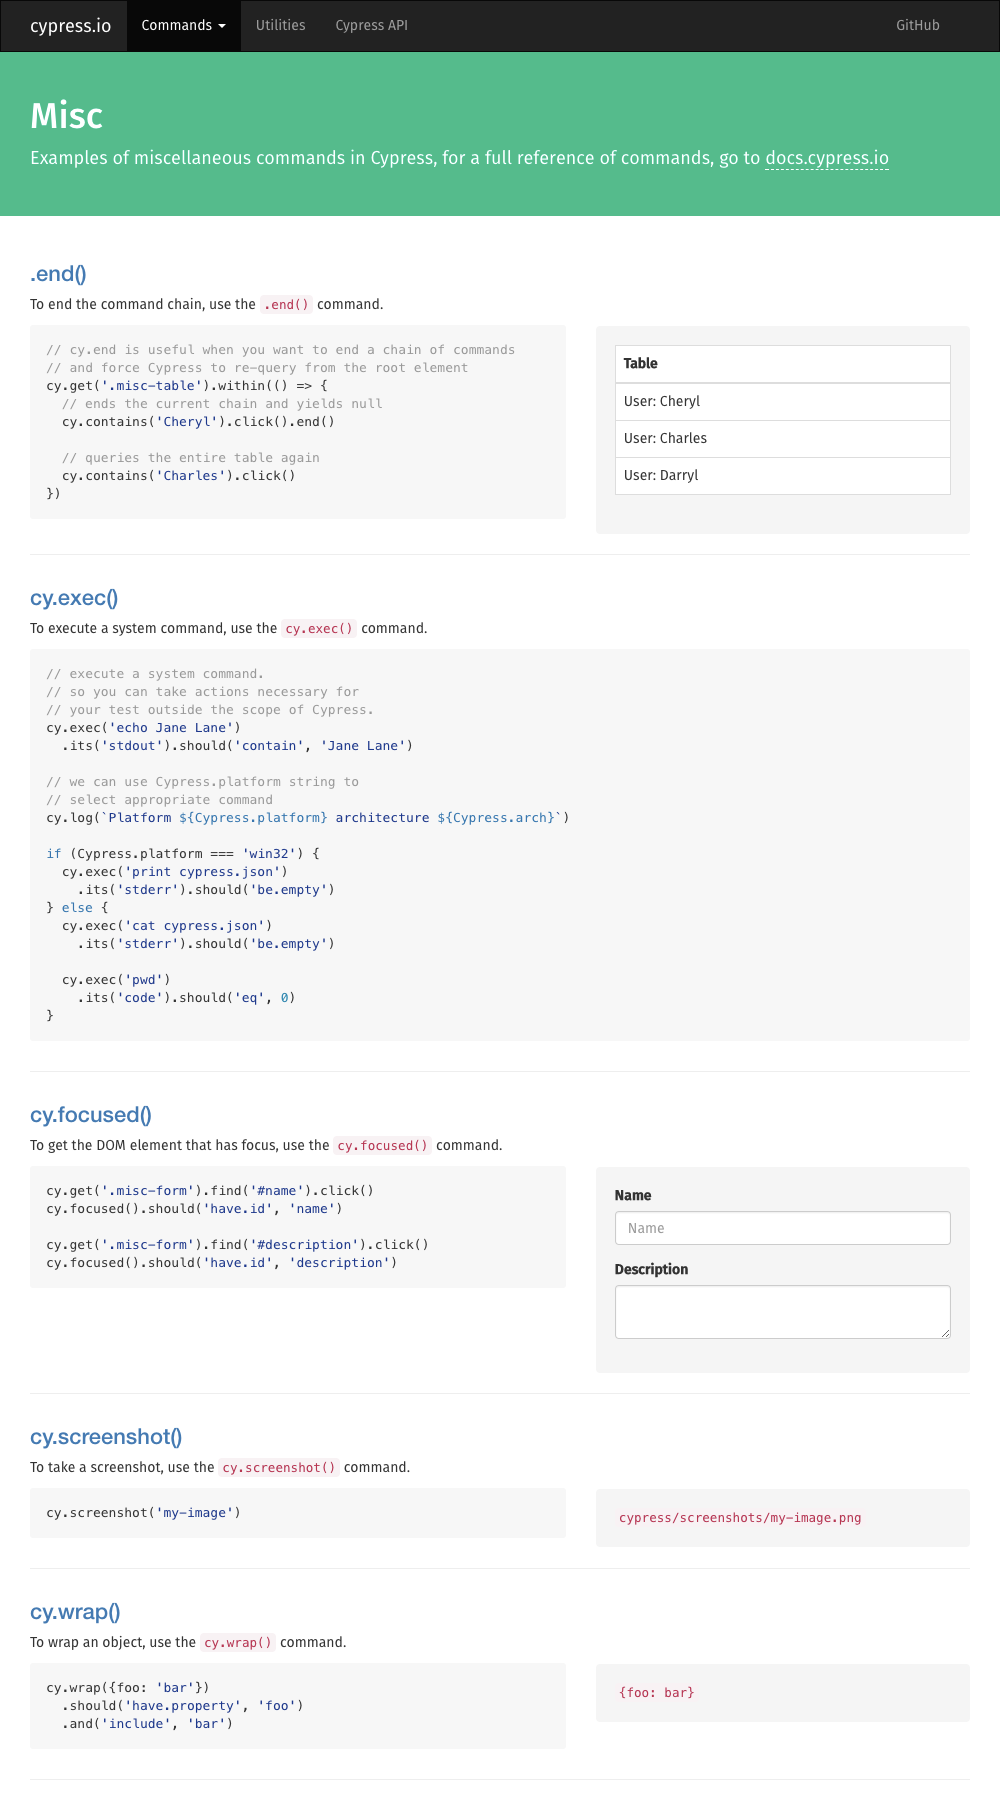 cypress.io Commands Utilities Cypress API GitHub
Misc
Examples of miscellaneous commands in Cypress, for a full reference of commands, go to docs.cypress.io
.end()
To end the command chain, use the .end() command.
// cy.end is useful when you want to end a chain of commands
// and force Cypress to re-query from the root element
cy.get('.misc-table').within(() => {
  // ends the current chain and yields null
  cy.contains('Cheryl').click().end()

  // queries the entire table again
  cy.contains('Charles').click()
})
Table
User: Cheryl
User: Charles
User: Darryl
cy.exec()
To execute a system command, use the cy.exec() command.
// execute a system command.
// so you can take actions necessary for
// your test outside the scope of Cypress.
cy.exec('echo Jane Lane')
  .its('stdout').should('contain', 'Jane Lane')

// we can use Cypress.platform string to
// select appropriate command
cy.log(`Platform ${Cypress.platform} architecture ${Cypress.arch}`)

if (Cypress.platform === 'win32') {
  cy.exec('print cypress.json')
    .its('stderr').should('be.empty')
} else {
  cy.exec('cat cypress.json')
    .its('stderr').should('be.empty')

  cy.exec('pwd')
    .its('code').should('eq', 0)
}
cy.focused()
To get the DOM element that has focus, use the cy.focused() command.
cy.get('.misc-form').find('#name').click()
cy.focused().should('have.id', 'name')

cy.get('.misc-form').find('#description').click()
cy.focused().should('have.id', 'description')
Name
Name
Description
cy.screenshot()
To take a screenshot, use the cy.screenshot() command.
cy.screenshot('my-image')
cypress/screenshots/my-image.png
cy.wrap()
To wrap an object, use the cy.wrap() command.
cy.wrap({foo: 'bar'})
  .should('have.property', 'foo')
  .and('include', 'bar')
{foo: bar}